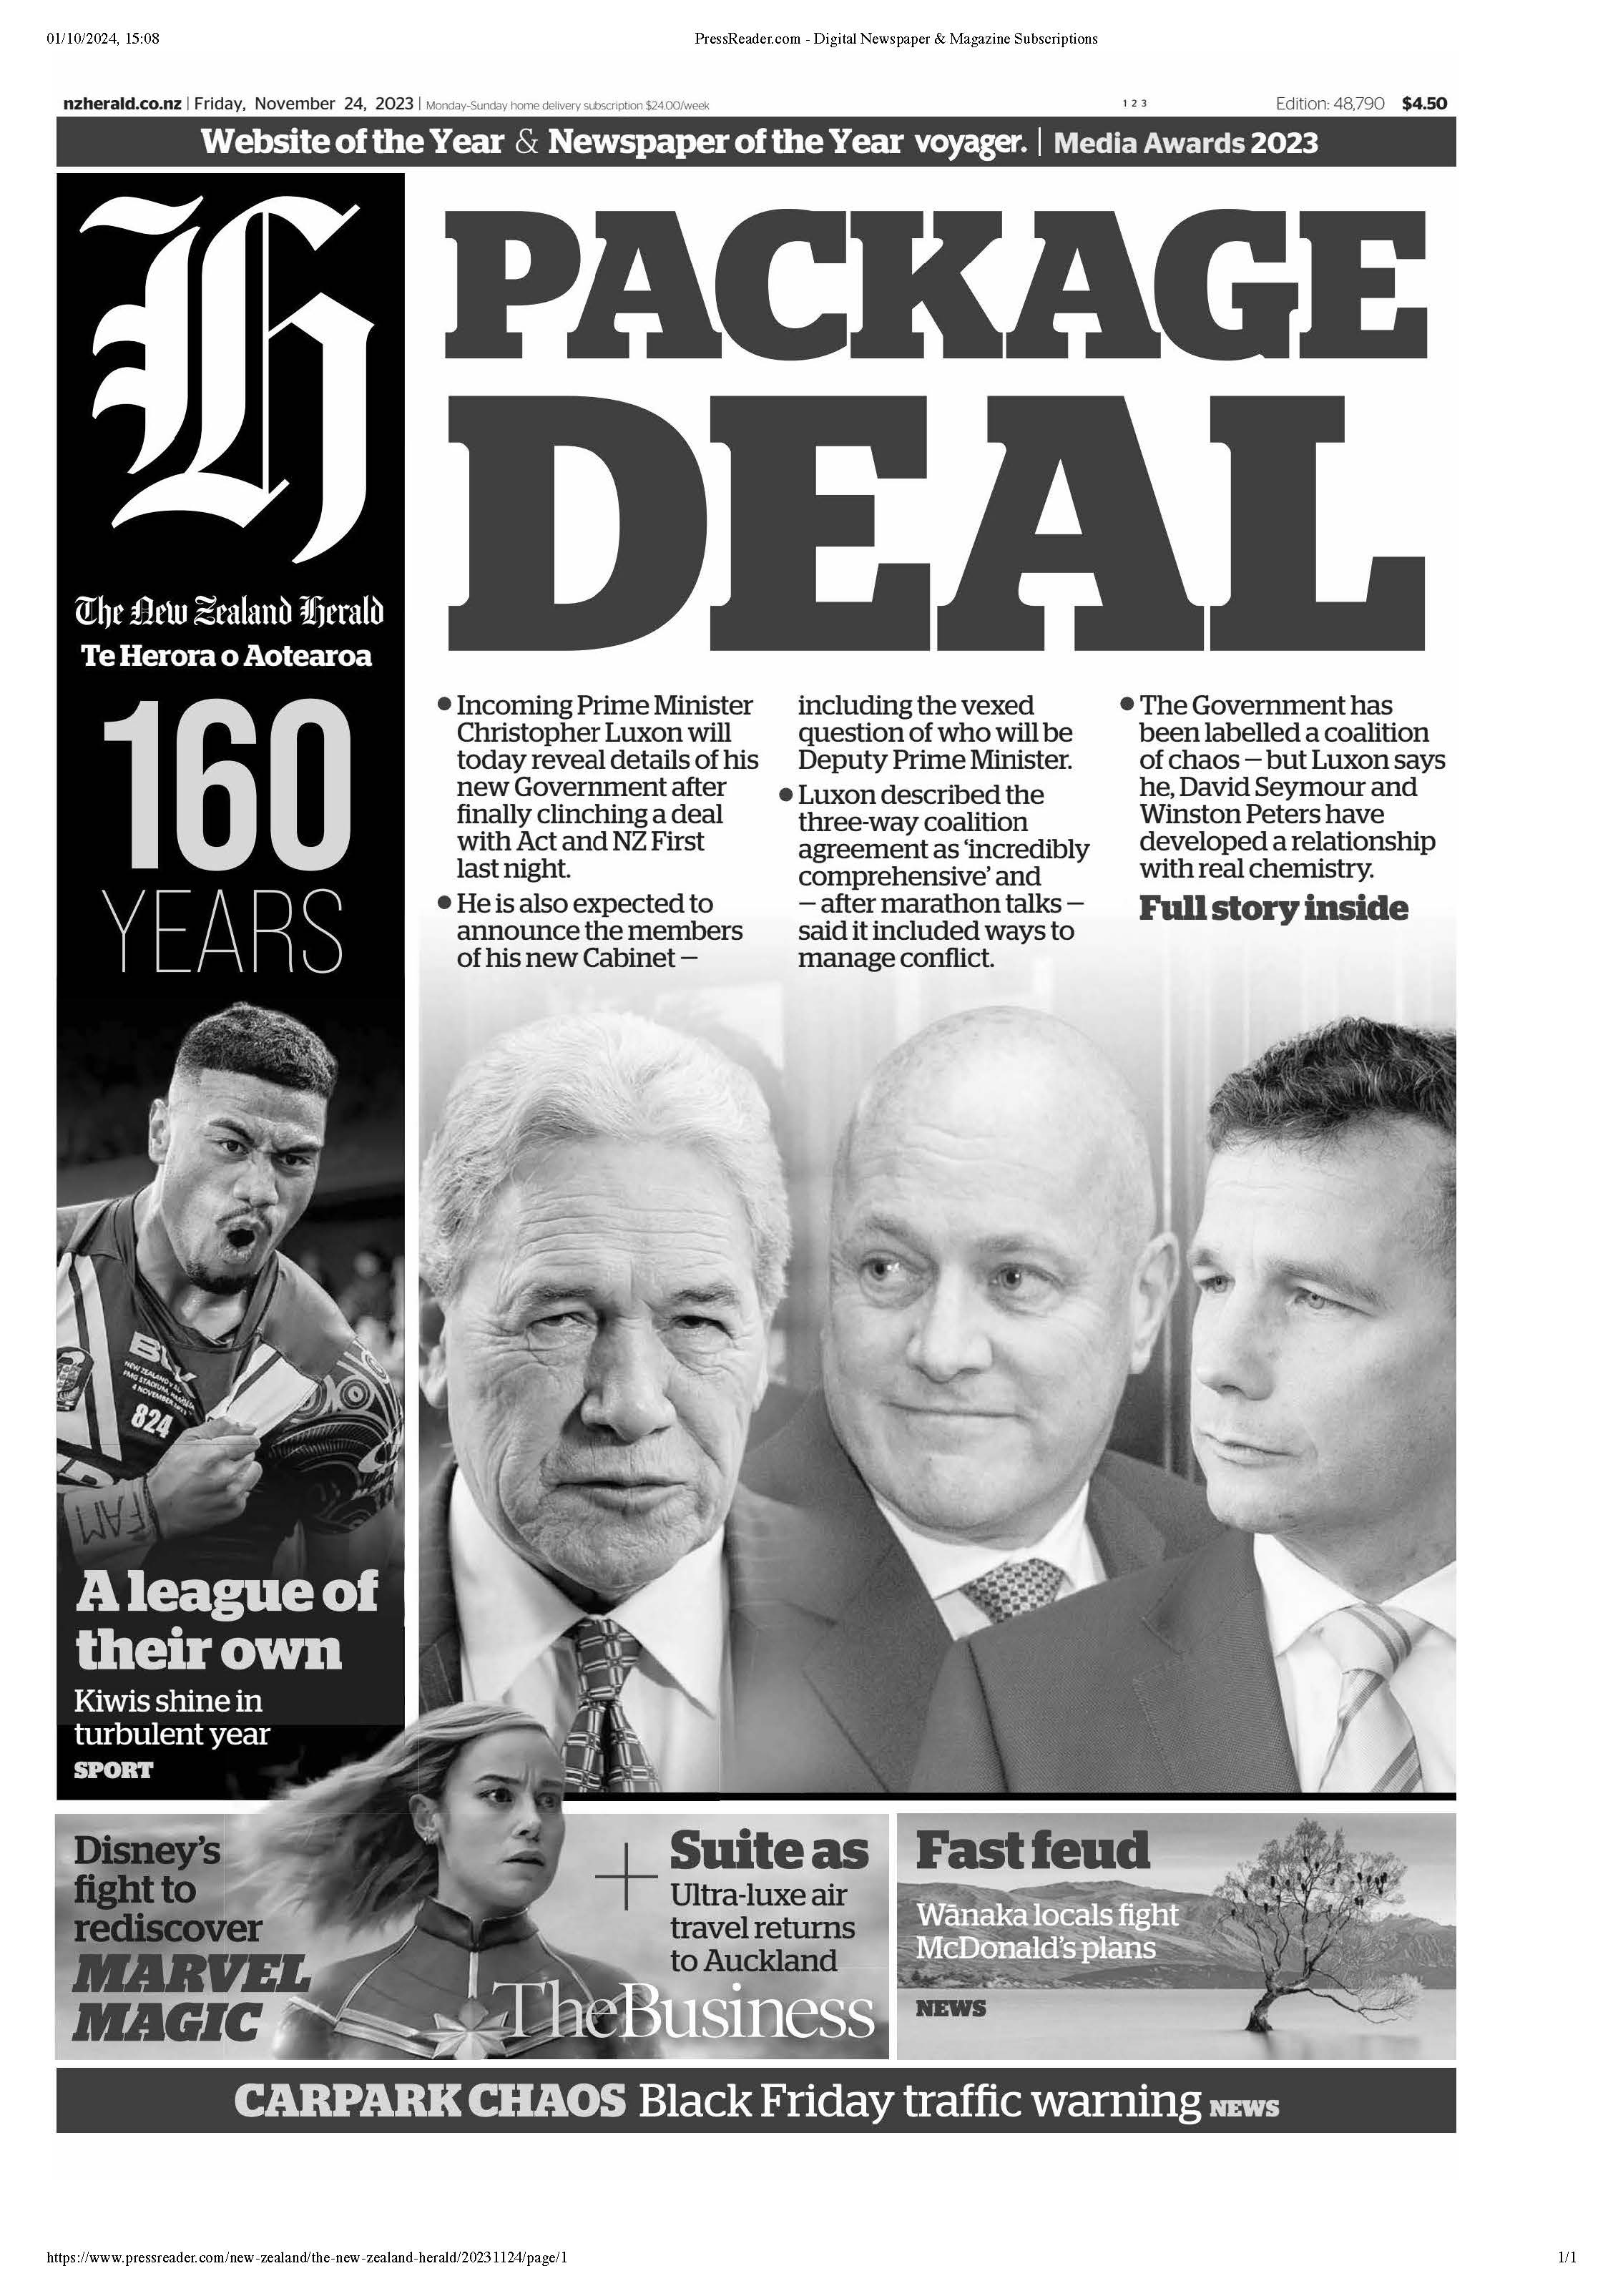 01/10/2024, 15:08
PressReader.com - Digital Newspaper & Magazine Subscriptions
nzherald.co.nz | Friday, November 24, 2023 | Monday-Sunday home delivery subscription $24.00/week
1 2 3
Edition: 48,790 $4.50
Website of the Year & Newspaper of the Year voyager. | Media Awards 2023
H
The New Zealand Herald
Te Herora o Aotearoa
160
YEARS
PACKAGE
DEAL
● Incoming Prime Minister
Christopher Luxon will
today reveal details of his
new Government after
finally clinching a deal
with Act and NZ First
last night.
● He is also expected to
announce the members
of his new Cabinet —
including the vexed
question of who will be
Deputy Prime Minister.
● Luxon described the
three-way coalition
agreement as ‘incredibly
comprehensive’ and
— after marathon talks —
said it included ways to
manage conflict.
● The Government has
been labelled a coalition
of chaos — but Luxon says
he, David Seymour and
Winston Peters have
developed a relationship
with real chemistry.
Full story inside
NEW ZEALAND V
4 NOVEMBER
824
FAM
A league of
their own
Kiwis shine in
turbulent year
SPORT
Disney’s
fight to
rediscover
MARVEL
MAGIC
+
Suite as
Ultra-luxe air
travel returns
to Auckland
TheBusiness
Fast feud
Wānaka locals fight
McDonald’s plans
NEWS
CARPARK CHAOS Black Friday traffic warning NEWS
https://www.pressreader.com/new-zealand/the-new-zealand-herald/20231124/page/1
1/1